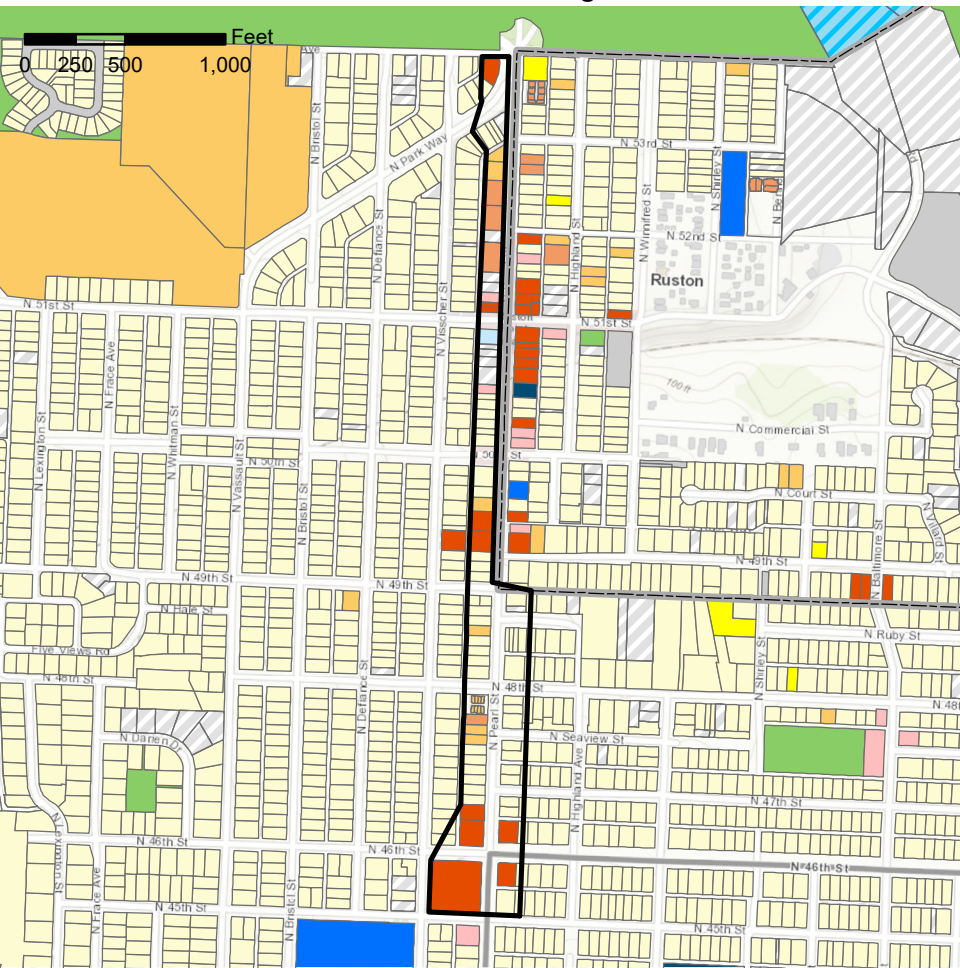 Feet
0 250 500 1,000
Ave
N Bristol St
N Park Way
N 53rd St
N Shirley St
N Defiance St
N Highland St
N Winnifred St
N 52nd St
Ruston
N 51st St
N Visscher St
N 51st St
N Frace Ave
100 ft
N Lexington St
N Whitman St
N Vassault St
N Commercial St
N 50th St
N Bristol St
N Court St
N Villard St
N Baltimore St
N 49th St
N 49th St
N 49th St
N Hale St
N Ruby St
Five Views Rd
N Shirley St
N 48th St
N Defiance St
N 48th St
N 48th
N Pearl St
N Darien Dr
N Seaview St
N Highland Ave
N 47th St
N 46th St
N 46th St
N 46th St
N Frace Ave
N Bristol St
N 45th St
N 45th St